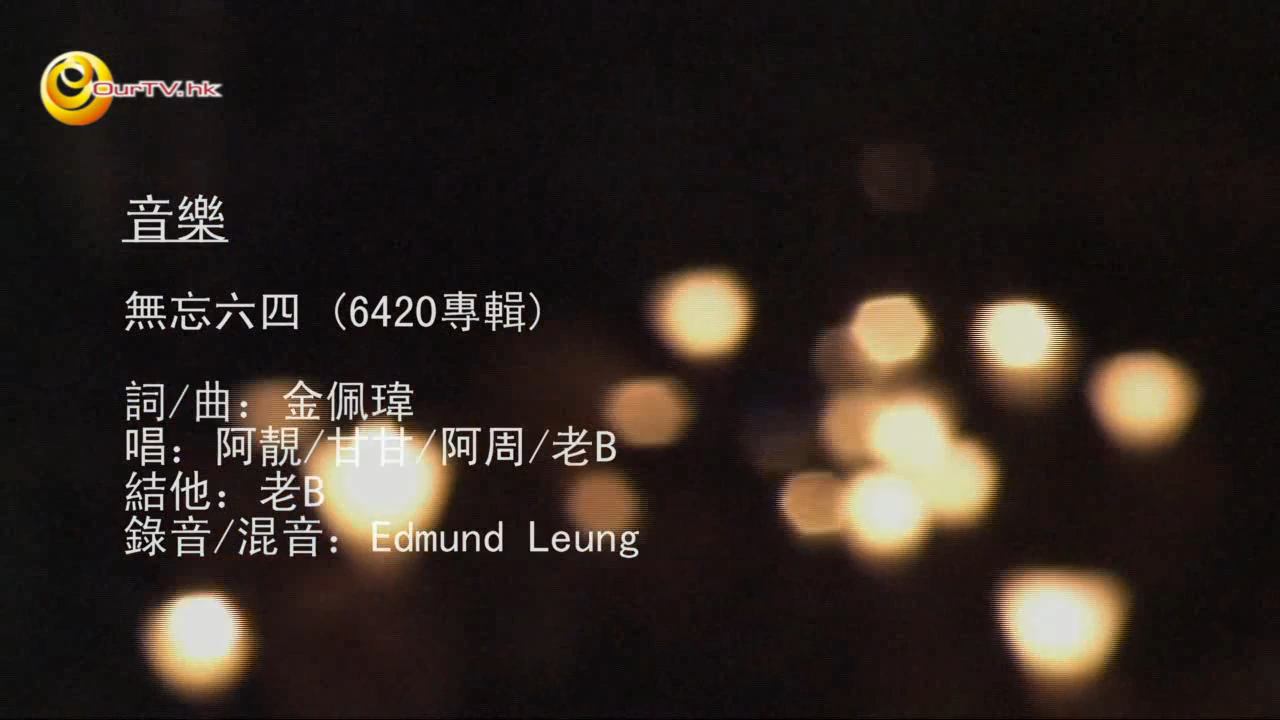 OurTV.hk
音樂
無忘六四 (6420專輯)
詞/曲: 金佩瑋
唱: 阿靚/甘甘/阿周/老B
結他: 老B
錄音/混音: Edmund Leung